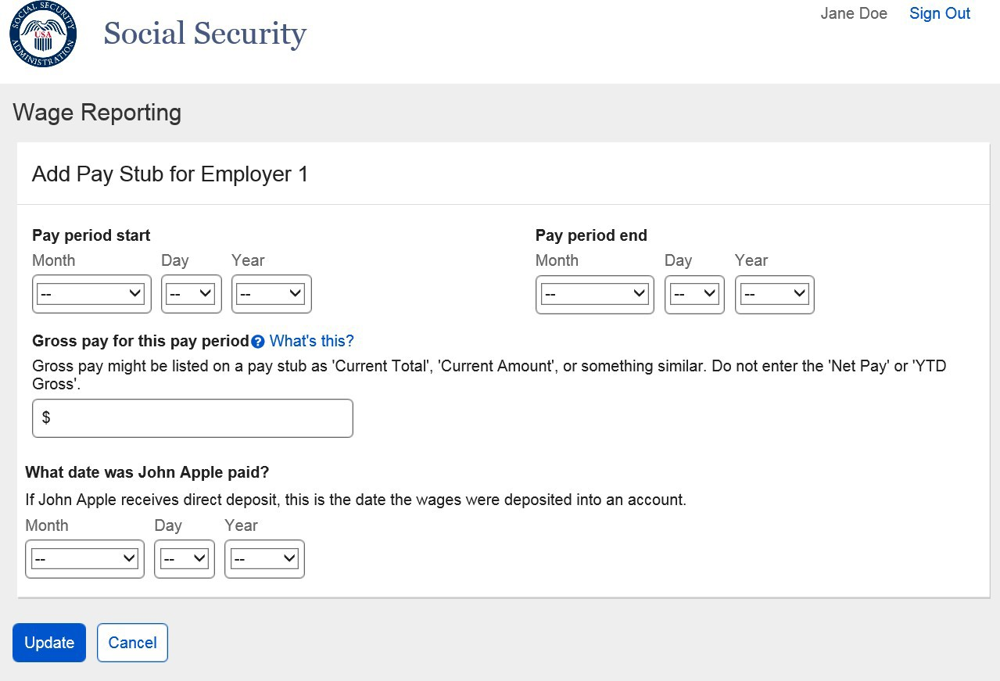 SOCIAL SECURITY
USA
ADMINISTRATION
Social Security
Jane Doe Sign Out
Wage Reporting
Add Pay Stub for Employer 1
Pay period start Pay period end
Month Day Year Month Day Year
-- -- -- -- -- --
Gross pay for this pay period? What's this?
Gross pay might be listed on a pay stub as 'Current Total', 'Current Amount', or something similar. Do not enter the 'Net Pay' or 'YTD
Gross'.
$
What date was John Apple paid?
If John Apple receives direct deposit, this is the date the wages were deposited into an account.
Month Day Year
-- -- --
Update Cancel